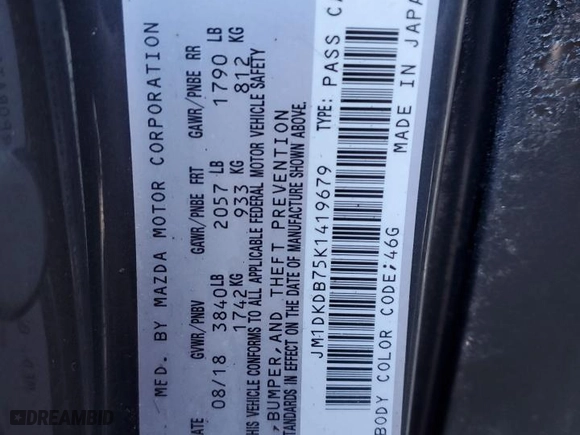 MFD. BY MAZDA MOTOR CORPORATION
DATE GVWR/PNBV GAWR/PNBE FRT GAWR/PNBE RR
08/18 3840LB 2057 LB 1790 LB
1742KG 933 KG 812 KG
THIS VEHICLE CONFORMS TO ALL APPLICABLE FEDERAL MOTOR VEHICLE SAFETY
,BUMPER, AND THEFT PREVENTION
STANDARDS IN EFFECT ON THE DATE OF MANUFACTURE SHOWN ABOVE.
JM1DKDB75K1419679 TYPE: PASS CA
BODY COLOR CODE;46G MADE IN JAPA
DREAMBID